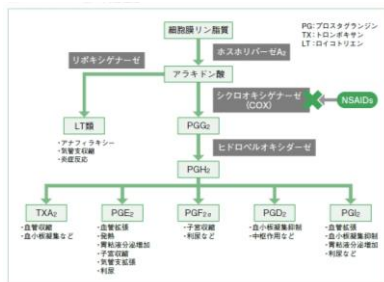 細胞膜リン脂質
PG：プロスタグランジン
TX：トロンボキサン
LT：ロイコトリエン
ホスホリパーゼA₂
リポキシゲナーゼ
アラキドン酸
シクロオキシゲナーゼ
(COX)
NSAIDs
LT類
・アナフィラキシー
・気管支収縮
・炎症反応
PGG₂
ヒドロペルオキシダーゼ
PGH₂
TXA₂
・血管収縮
・血小板凝集など
PGE₂
・血管拡張
・発熱
・胃粘液分泌増加
・子宮収縮
・気管支拡張
・利尿
PGF₂α
・子宮収縮
・利尿など
PGD₂
・血小板凝集抑制
・中枢作用など
PGI₂
・血管拡張
・血小板凝集抑制
・胃粘液分泌増加
・利尿など